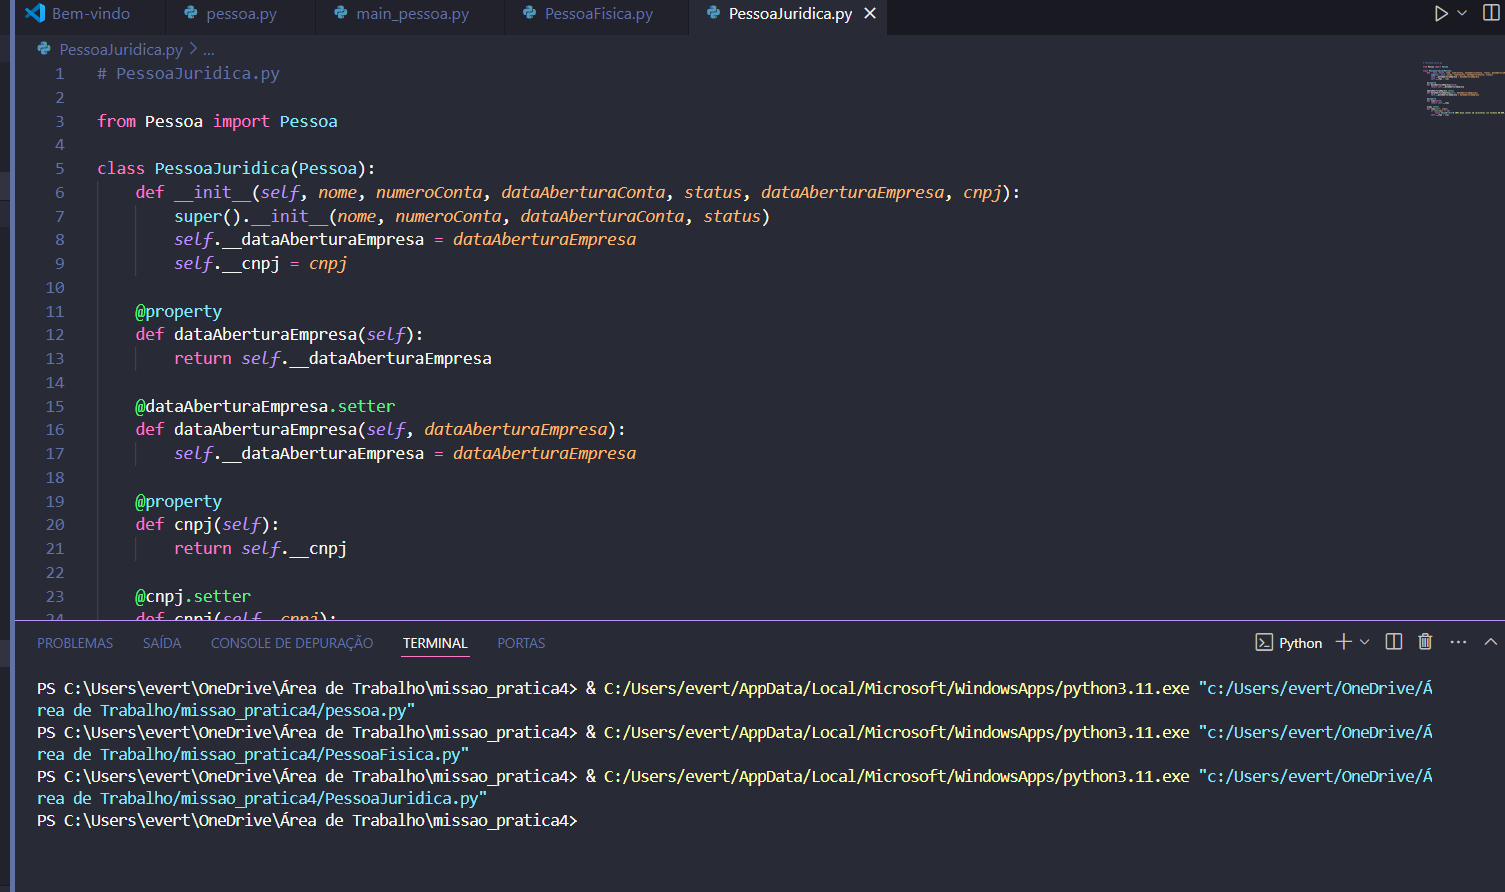 Bem-vindo
pessoa.py
main_pessoa.py
PessoaFisica.py
PessoaJuridica.py
PessoaJuridica.py > ...
1 # PessoaJuridica.py
2
3 from Pessoa import Pessoa
4
5 class PessoaJuridica(Pessoa):
6 def __init__(self, nome, numeroConta, dataAberturaConta, status, dataAberturaEmpresa, cnpj):
7 super().__init__(nome, numeroConta, dataAberturaConta, status)
8 self.__dataAberturaEmpresa = dataAberturaEmpresa
9 self.__cnpj = cnpj
10
11 @property
12 def dataAberturaEmpresa(self):
13 return self.__dataAberturaEmpresa
14
15 @dataAberturaEmpresa.setter
16 def dataAberturaEmpresa(self, dataAberturaEmpresa):
17 self.__dataAberturaEmpresa = dataAberturaEmpresa
18
19 @property
20 def cnpj(self):
21 return self.__cnpj
22
23 @cnpj.setter
24 def cnpj(self, cnpj):
PROBLEMAS
SAÍDA
CONSOLE DE DEPURAÇÃO
TERMINAL
PORTAS
Python
PS C:\Users\evert\OneDrive\Área de Trabalho\missao_pratica4> & C:/Users/evert/AppData/Local/Microsoft/WindowsApps/python3.11.exe "c:/Users/evert/OneDrive/Á
rea de Trabalho/missao_pratica4/pessoa.py"
PS C:\Users\evert\OneDrive\Área de Trabalho\missao_pratica4> & C:/Users/evert/AppData/Local/Microsoft/WindowsApps/python3.11.exe "c:/Users/evert/OneDrive/Á
rea de Trabalho/missao_pratica4/PessoaFisica.py"
PS C:\Users\evert\OneDrive\Área de Trabalho\missao_pratica4> & C:/Users/evert/AppData/Local/Microsoft/WindowsApps/python3.11.exe "c:/Users/evert/OneDrive/Á
rea de Trabalho/missao_pratica4/PessoaJuridica.py"
PS C:\Users\evert\OneDrive\Área de Trabalho\missao_pratica4>